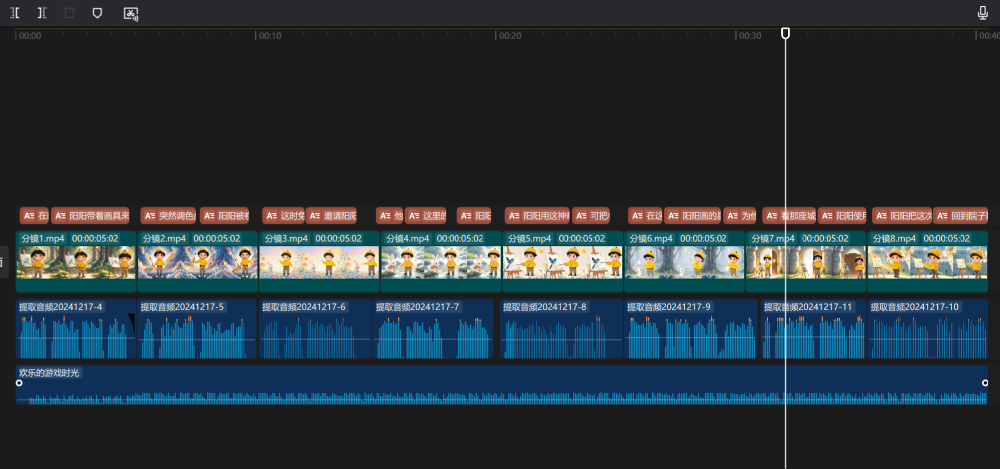 00:00 00:10 00:20 00:30 00:40
在 阳阳带着画具来 突然调色 阳阳被卷 这时兔 邀请阳阳 他 这里的 阳阳 阳阳用这神奇 可把 在这 阳阳画的星 为他 看那座城 阳阳使用 阳阳把这次 回到院子
分镜1.mp4 00:00:05:02 分镜2.mp4 00:00:05:02 分镜3.mp4 00:00:05:02 分镜4.mp4 00:00:05:02 分镜5.mp4 00:00:05:02 分镜6.mp4 00:00:05:02 分镜7.mp4 00:00:05:02 分镜8.mp4 00:00:05:02
提取音频20241217-4 提取音频20241217-5 提取音频20241217-6 提取音频20241217-7 提取音频20241217-8 提取音频20241217-9 提取音频20241217-11 提取音频20241217-10
欢乐的游戏时光